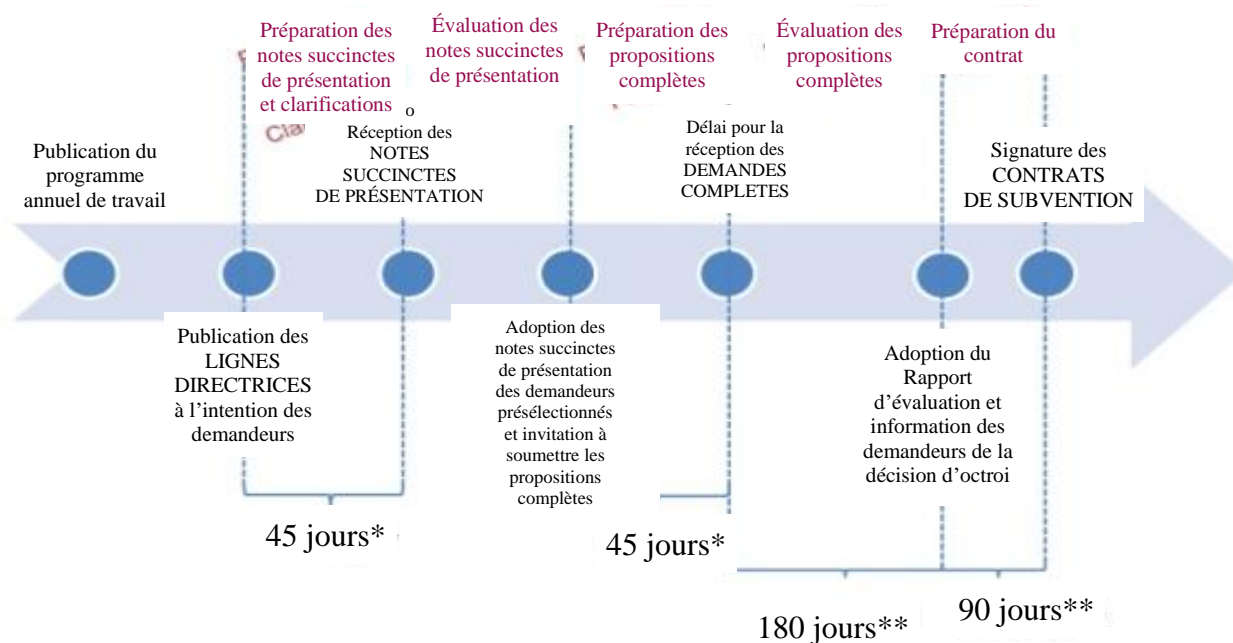 Préparation des
notes succinctes
de présentation
et clarifications
Évaluation des
notes succinctes
de présentation
Préparation des
propositions
complètes
Évaluation des
propositions
complètes
Préparation du
contrat
Publication du
programme
annuel de travail
o
Réception des
NOTES
SUCCINCTES
DE PRÉSENTATION
Délai pour la
réception des
DEMANDES
COMPLETES
Signature des
CONTRATS
DE SUBVENTION
Publication des
LIGNES
DIRECTRICES
à l’intention des
demandeurs
Adoption des
notes succinctes
de présentation
des demandeurs
présélectionnés
et invitation à
soumettre les
propositions
complètes
Adoption du
Rapport
d’évaluation et
information des
demandeurs de la
décision d’octroi
45 jours*
45 jours*
180 jours**
90 jours**